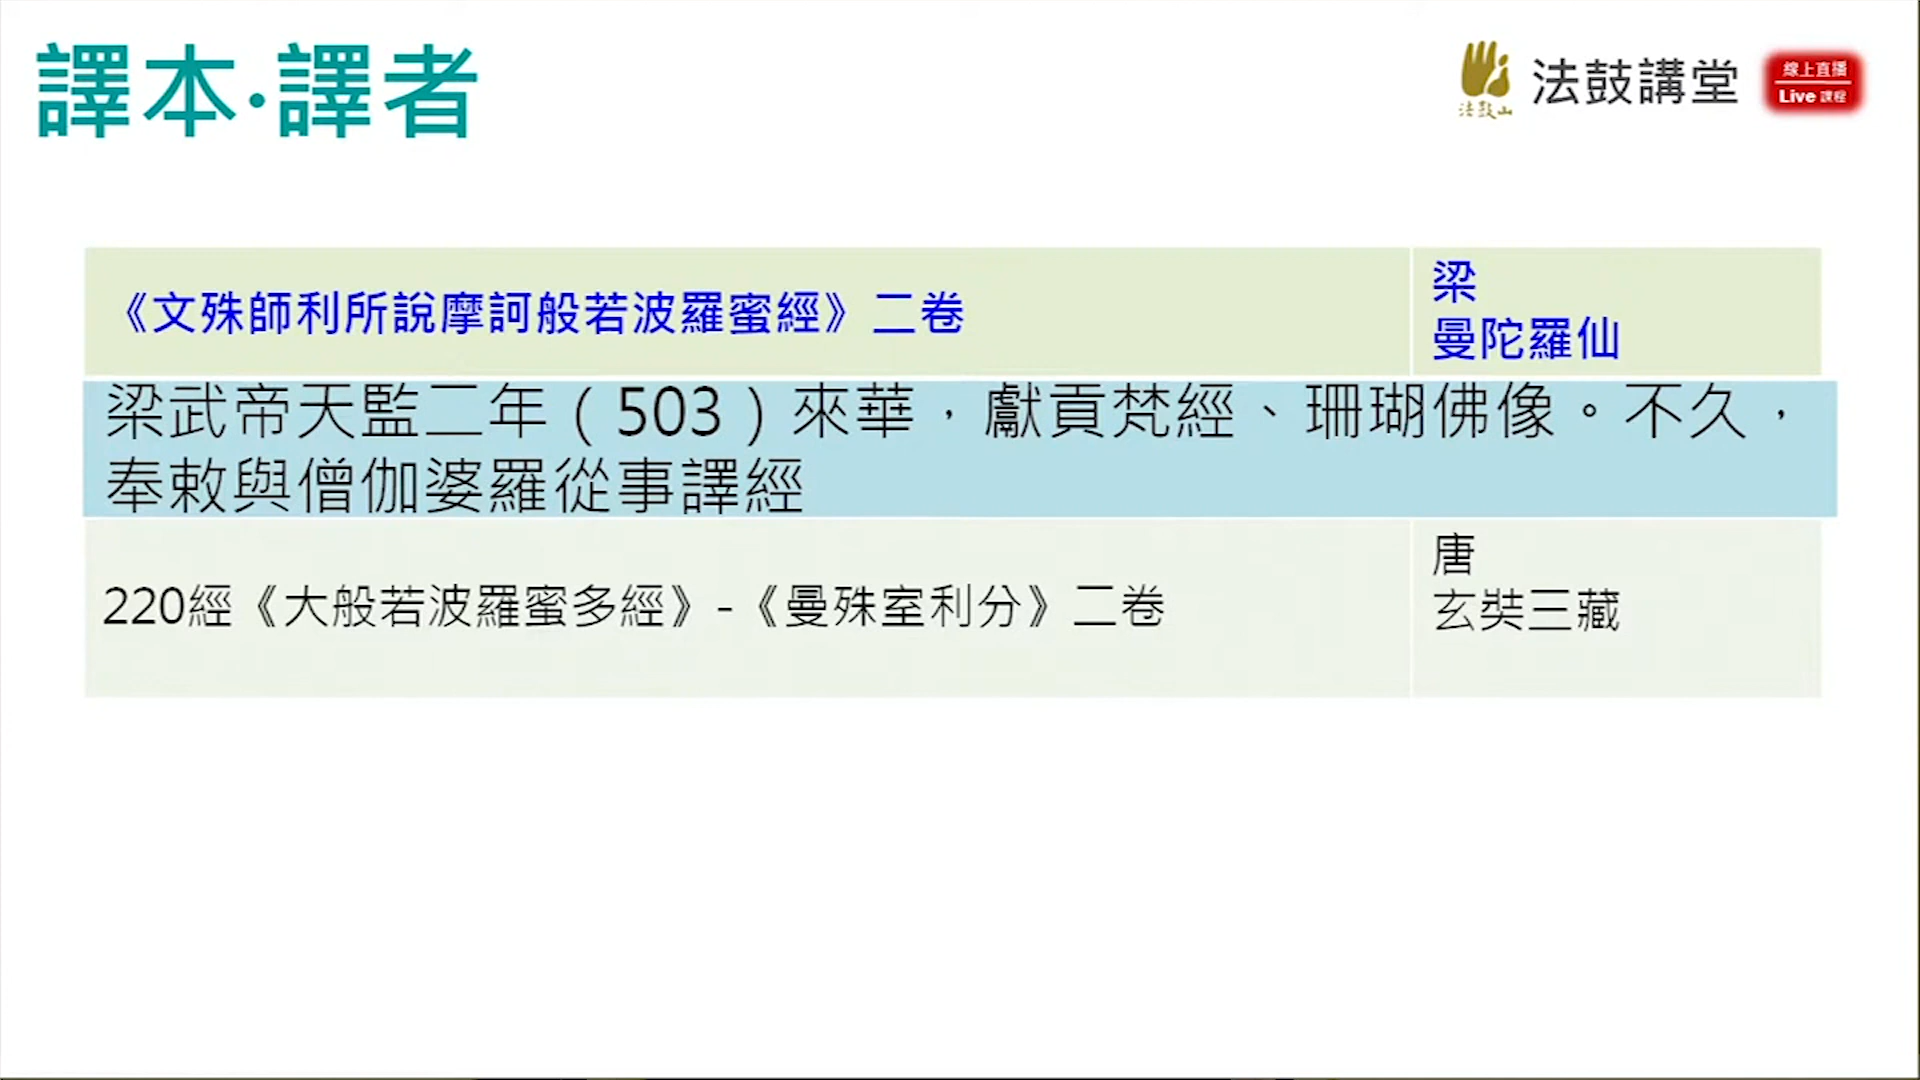 譯本·譯者
法鼓山
法鼓講堂
線上直播
Live 課程
《文殊師利所說摩訶般若波羅蜜經》二卷
梁
曼陀羅仙
梁武帝天監二年（503）來華，獻貢梵經、珊瑚佛像。不久，
奉敕與僧伽婆羅從事譯經
220經《大般若波羅蜜多經》-《曼殊室利分》二卷
唐
玄奘三藏